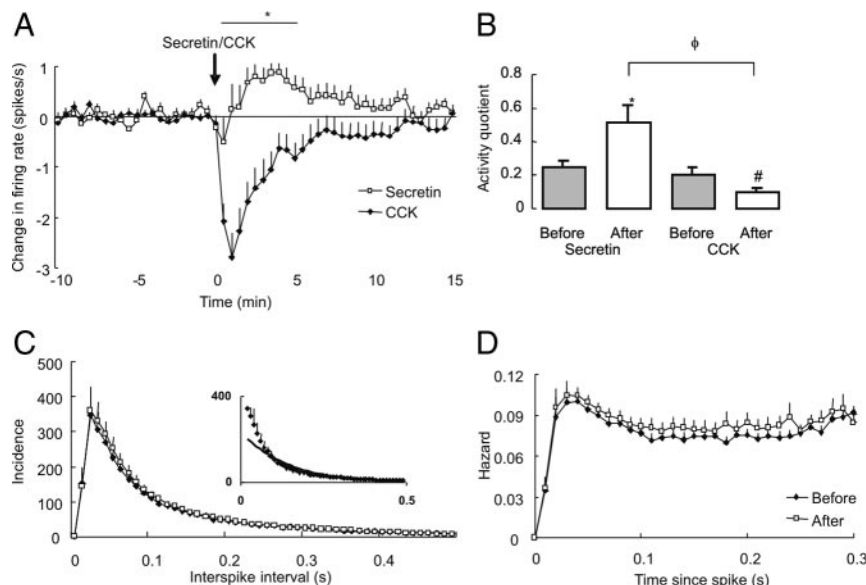 A
*
Secretin/CCK
Change in firing rate (spikes/s)
1
0
-1
-2
-3
Secretin
CCK
-10
-5
0
5
10
15
Time (min)
B
ϕ
Activity quotient
0.8
0.6
0.4
0.2
0
*
#
Before
After
Before
After
Secretin
CCK
C
Incidence
500
400
300
200
100
0
400
0
0
0.5
0
0.1
0.2
0.3
0.4
Interspike interval (s)
D
Hazard
0.12
0.09
0.06
0.03
0
Before
After
0
0.1
0.2
0.3
Time since spike (s)